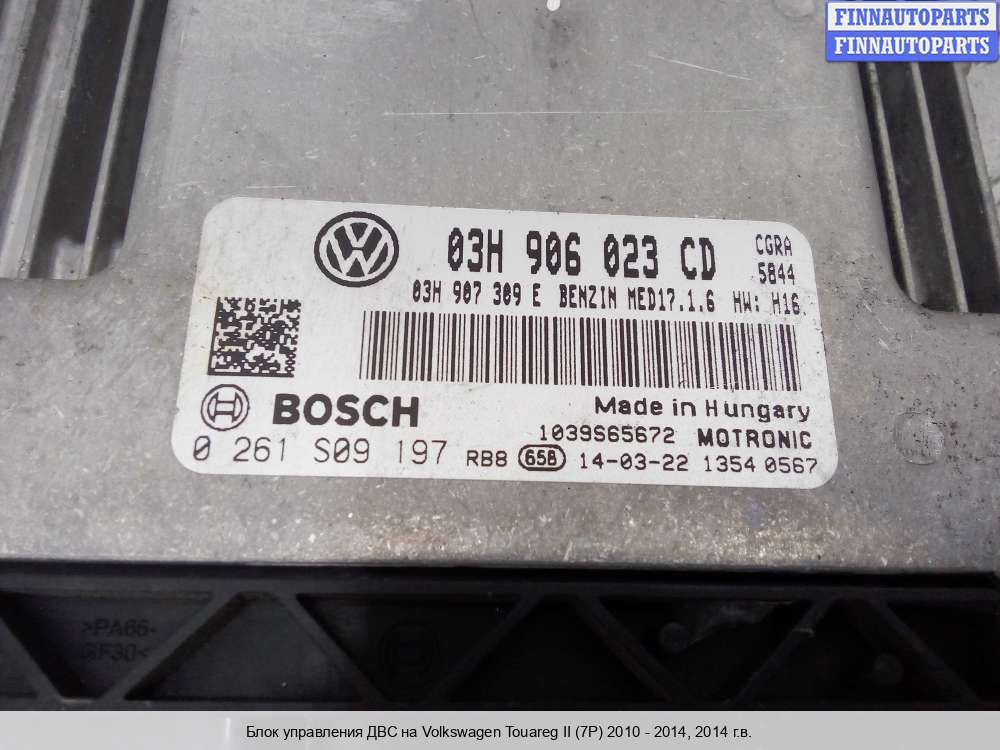 FINNAUTOPARTS
FINNAUTOPARTS
VW
03H 906 023 CD
CGRA
5844
03H 907 309 E BENZIN MED17.1.6 HW: H16
BOSCH
Made in Hungary
1039S65672 MOTRONIC
0 261 S09 197 RB8 658 14-03-22 1354 0567
>PA66-
GF30<
Блок управления ДВС на Volkswagen Touareg II (7P) 2010 - 2014, 2014 г.в.